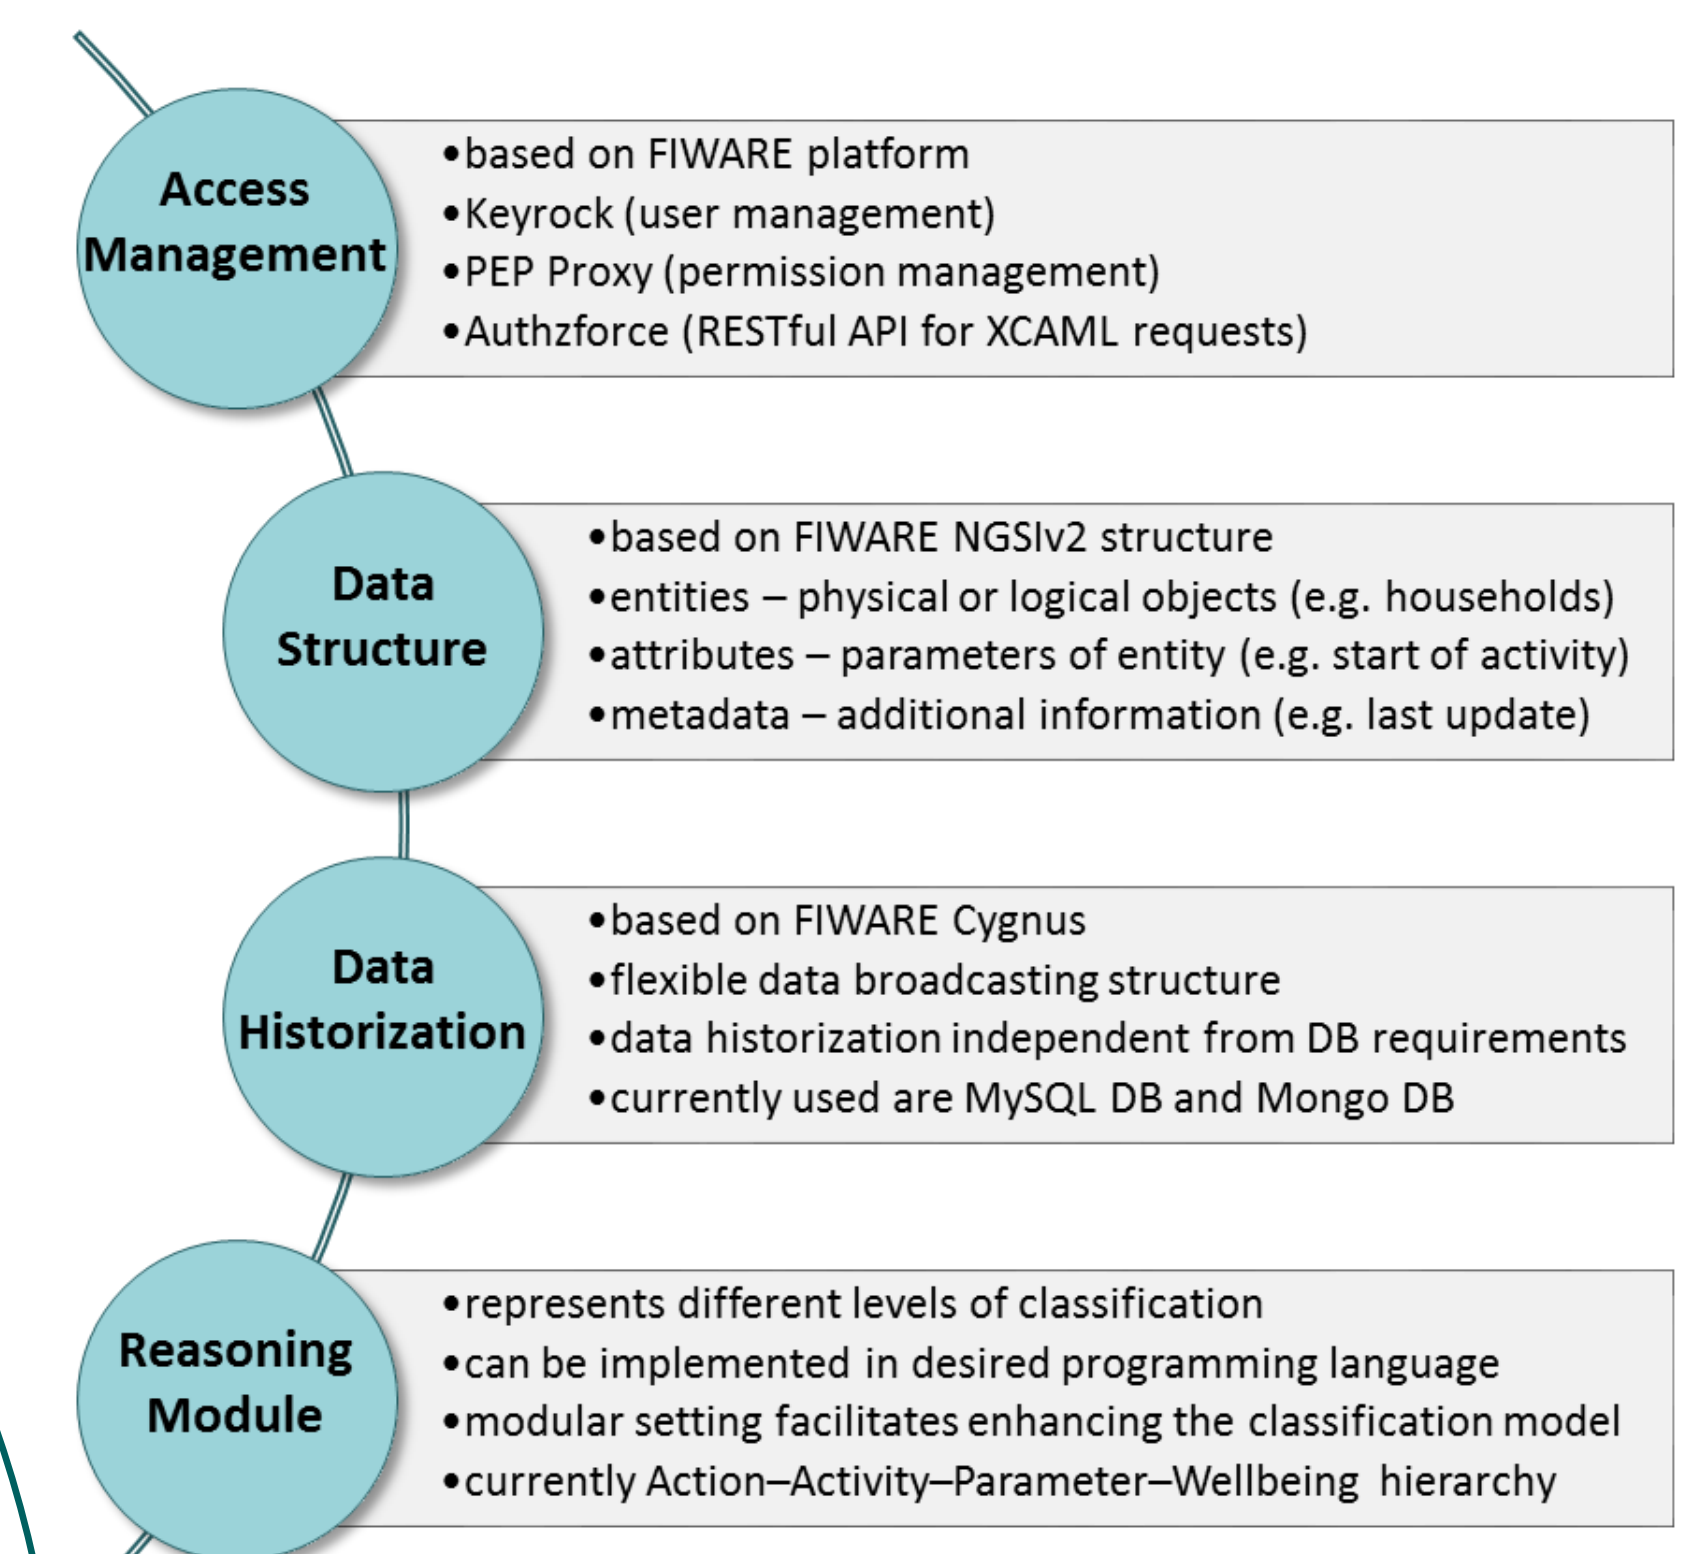 Access
Management
•based on FIWARE platform
•Keyrock (user management)
•PEP Proxy (permission management)
•Authzforce (RESTful API for XCAML requests)
Data
Structure
•based on FIWARE NGSIv2 structure
•entities – physical or logical objects (e.g. households)
•attributes – parameters of entity (e.g. start of activity)
•metadata – additional information (e.g. last update)
Data
Historization
•based on FIWARE Cygnus
•flexible data broadcasting structure
•data historization independent from DB requirements
•currently used are MySQL DB and Mongo DB
Reasoning
Module
•represents different levels of classification
•can be implemented in desired programming language
•modular setting facilitates enhancing the classification model
•currently Action–Activity–Parameter–Wellbeing hierarchy